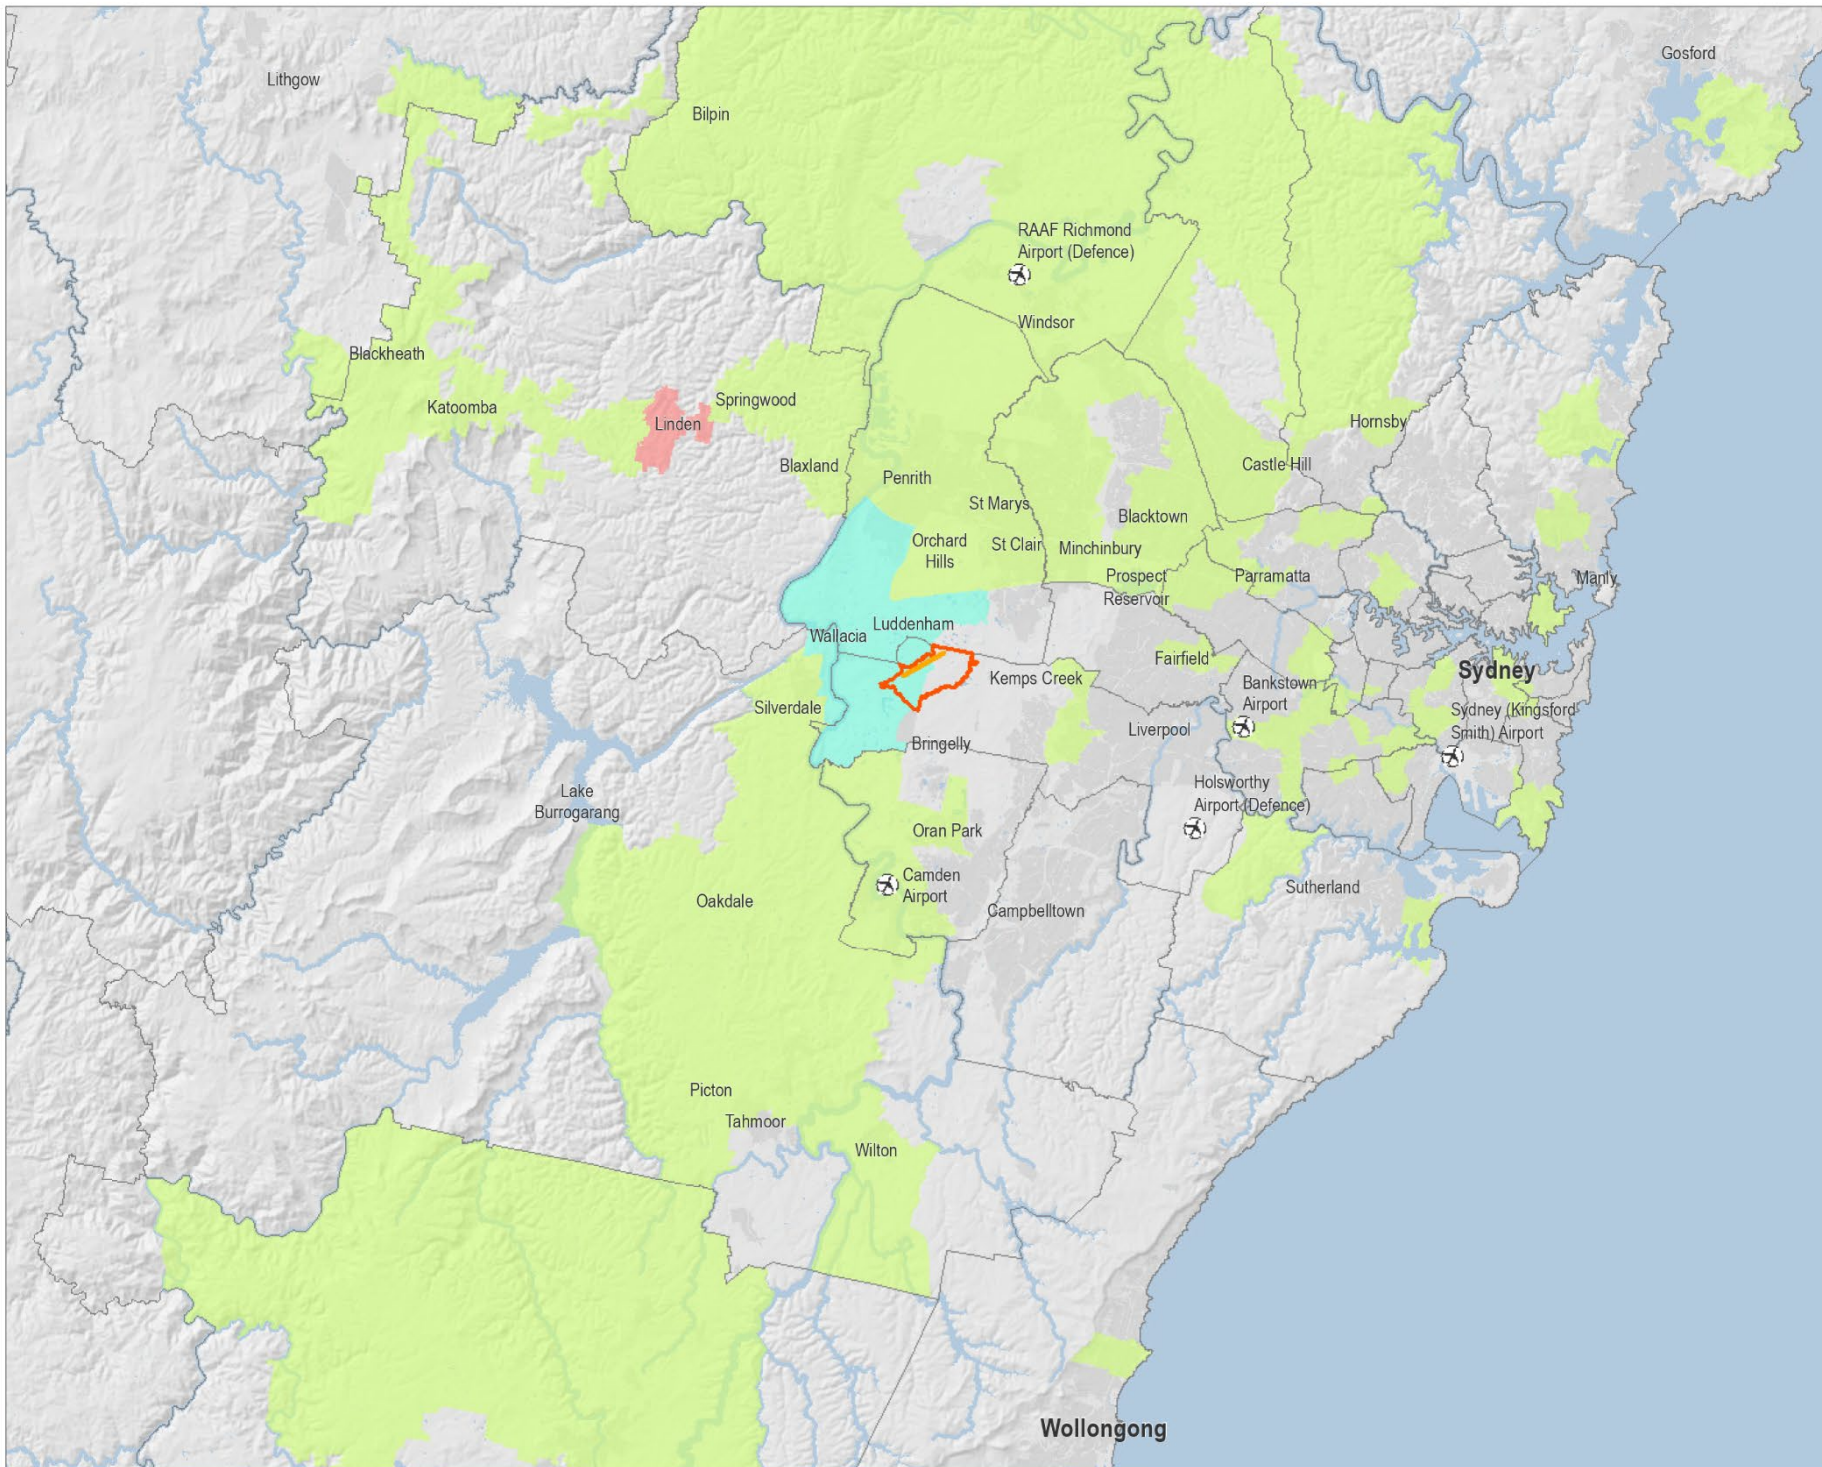 Gosford
Lithgow
Bilpin
RAAF Richmond
Airport (Defence)
Windsor
Blackheath
Katoomba
Springwood
Linden
Hornsby
Blaxland
Castle Hill
Penrith
St Marys
Blacktown
Orchard
Hills
St Clair
Minchinbury
Prospect
Reservoir
Parramatta
Manly
Luddenham
Wallacia
Fairfield
Sydney
Kemps Creek
Bankstown
Airport
Silverdale
Sydney (Kingsford
Smith) Airport
Liverpool
Bringelly
Holsworthy
Airport (Defence)
Lake
Burrogarang
Oran Park
Camden
Airport
Sutherland
Oakdale
Campbelltown
Picton
Tahmoor
Wilton
Wollongong